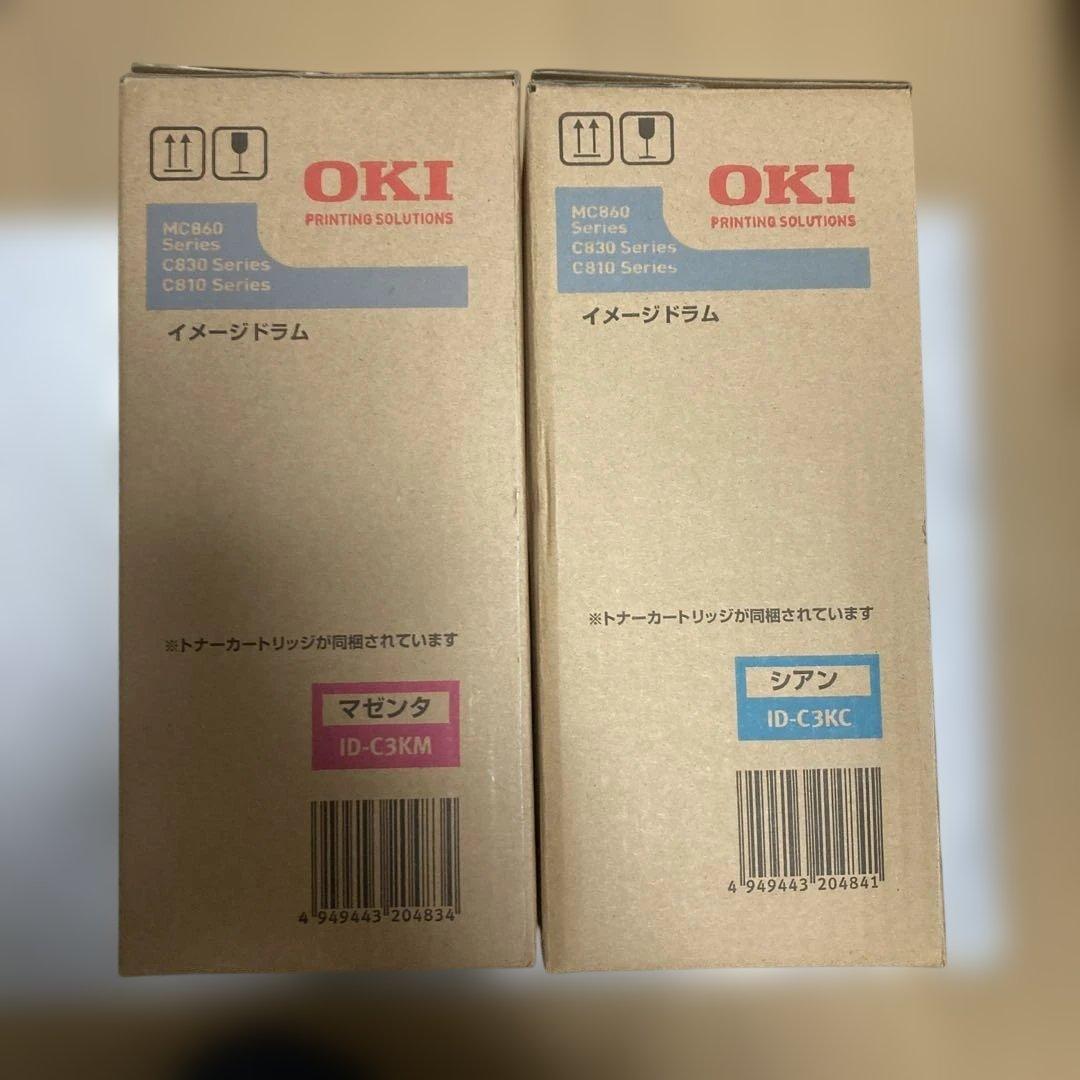 OKI
PRINTING SOLUTIONS
MC860
Series
C830 Series
C810 Series
イメージドラム
※トナーカートリッジが同梱されています
マゼンタ
ID-C3KM
4 949443 204834
OKI
PRINTING SOLUTIONS
MC860
Series
C830 Series
C810 Series
イメージドラム
※トナーカートリッジが同梱されています
シアン
ID-C3KC
4 949443 204841